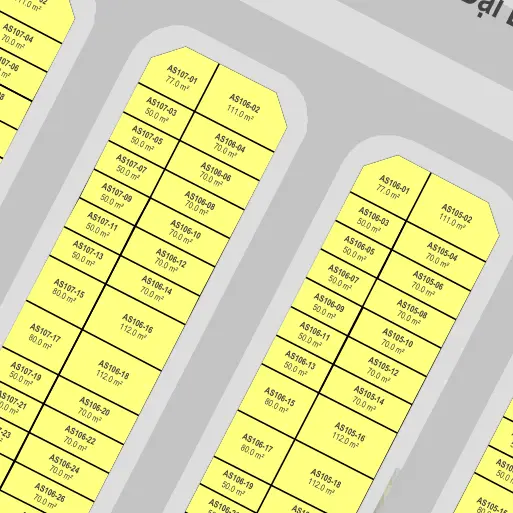 Đại
07-04
70.0 m²
AS107-01
77.0 m²
AS107-03
50.0 m²
AS107-05
50.0 m²
AS107-07
50.0 m²
AS107-09
50.0 m²
AS107-11
50.0 m²
AS107-13
50.0 m²
AS107-15
80.0 m²
AS107-17
80.0 m²
AS107-19
50.0 m²
AS106-02
111.0 m²
AS106-04
70.0 m²
AS106-06
70.0 m²
AS106-08
70.0 m²
AS106-10
70.0 m²
AS106-12
70.0 m²
AS106-14
70.0 m²
AS106-16
112.0 m²
AS106-18
112.0 m²
AS106-20
70.0 m²
AS106-22
70.0 m²
AS106-24
70.0 m²
AS106-26
70.0 m²
AS106-01
77.0 m²
AS106-03
50.0 m²
AS106-05
50.0 m²
AS106-07
50.0 m²
AS106-09
50.0 m²
AS106-11
50.0 m²
AS106-13
50.0 m²
AS106-15
80.0 m²
AS106-17
80.0 m²
AS106-19
50.0 m²
AS105-02
111.0 m²
AS105-04
70.0 m²
AS105-06
70.0 m²
AS105-08
70.0 m²
AS105-10
70.0 m²
AS105-12
70.0 m²
AS105-14
70.0 m²
AS105-16
112.0 m²
AS105-18
112.0 m²